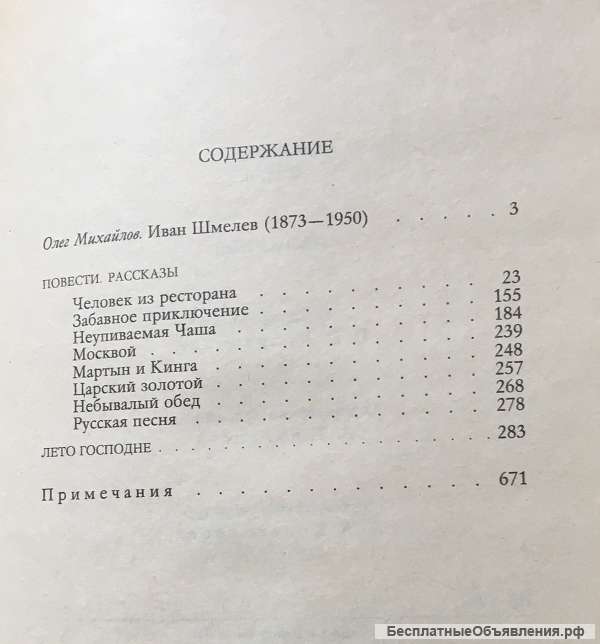 СОДЕРЖАНИЕ
Олег Михайлов. Иван Шмелев (1873—1950) . . . . . 3
ПОВЕСТИ. РАССКАЗЫ
Человек из ресторана . . . . . . . . . 23
Забавное приключение . . . . . . . . . 155
Неупиваемая Чаша . . . . . . . . . . 184
Москвой . . . . . . . . . . . . . 239
Мартын и Кинга . . . . . . . . . . . 248
Царский золотой . . . . . . . . . . . 257
Небывалый обед . . . . . . . . . . . 268
Русская песня . . . . . . . . . . . 278
ЛЕТО ГОСПОДНЕ . . . . . . . . . . . . . 283
Примечания . . . . . . . . . . 671
БесплатныеОбъявления.рф